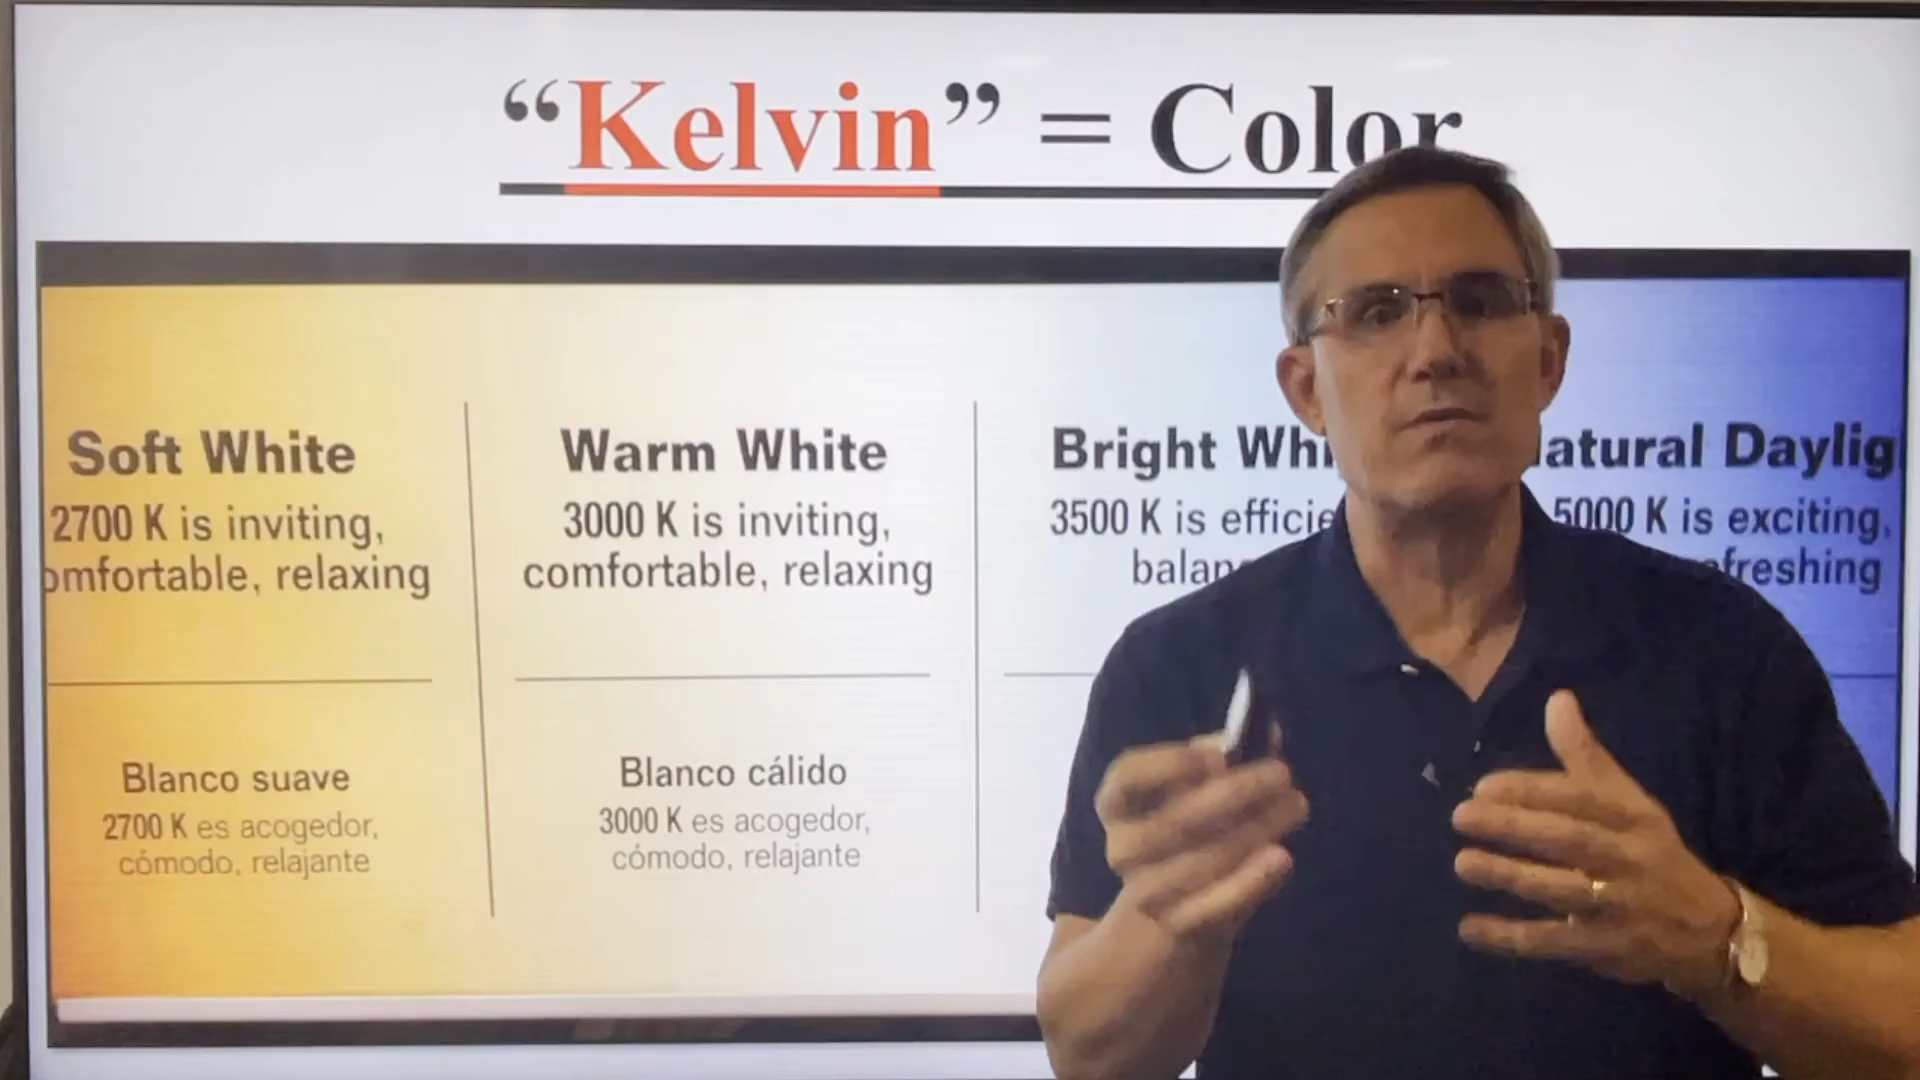 “Kelvin” = Color
Soft White
2700 K is inviting,
omfortable, relaxing
Warm White
3000 K is inviting,
comfortable, relaxing
Bright Whi
3500 K is efficie
balan
atural Daylig
5000 K is exciting,
efreshing
Blanco suave
2700 K es acogedor,
cómodo, relajante
Blanco cálido
3000 K es acogedor,
cómodo, relajante